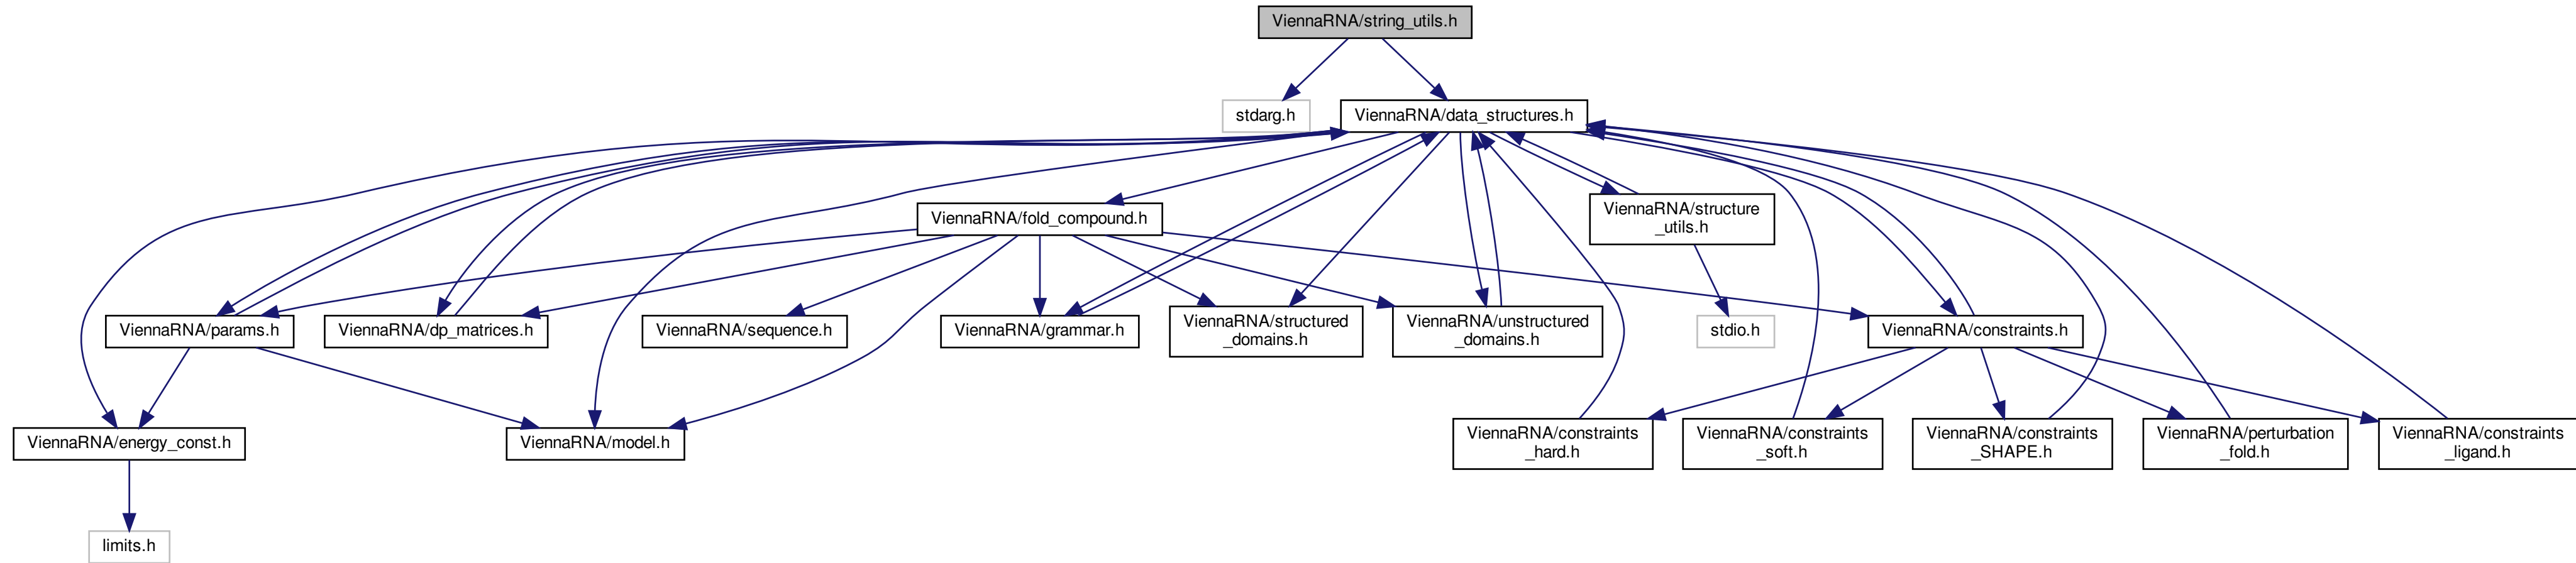 ViennaRNA/string_utils.h
stdarg.h
ViennaRNA/data_structures.h
ViennaRNA/structure
_utils.h
ViennaRNA/fold_compound.h
ViennaRNA/params.h
ViennaRNA/dp_matrices.h
ViennaRNA/sequence.h
ViennaRNA/grammar.h
ViennaRNA/structured
_domains.h
ViennaRNA/unstructured
_domains.h
stdio.h
ViennaRNA/constraints.h
ViennaRNA/energy_const.h
ViennaRNA/model.h
ViennaRNA/constraints
_hard.h
ViennaRNA/constraints
_soft.h
ViennaRNA/constraints
_SHAPE.h
ViennaRNA/perturbation
_fold.h
ViennaRNA/constraints
_ligand.h
limits.h